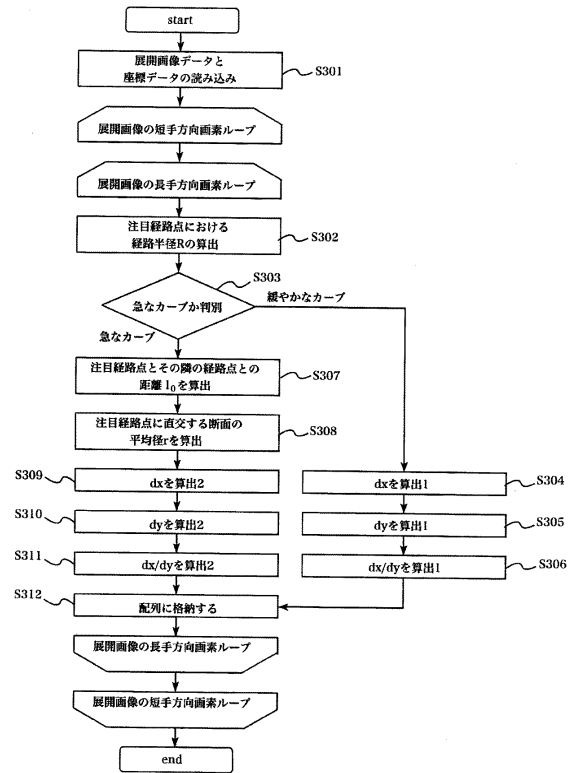 start
展開画像データと
座標データの読み込み
S301
展開画像の短手方向画素ループ
展開画像の長手方向画素ループ
注目経路点における
経路半径Rの算出
S302
S303
急なカーブか判別
緩やかなカーブ
急なカーブ
注目経路点とその隣の経路点との
距離 l₀を算出
S307
注目経路点に直交する断面の
平均径rを算出
S308
S309
dxを算出2
dxを算出1
S304
S310
dyを算出2
dyを算出1
S305
S311
dx/dyを算出2
dx/dyを算出1
S306
S312
配列に格納する
展開画像の長手方向画素ループ
展開画像の短手方向画素ループ
end